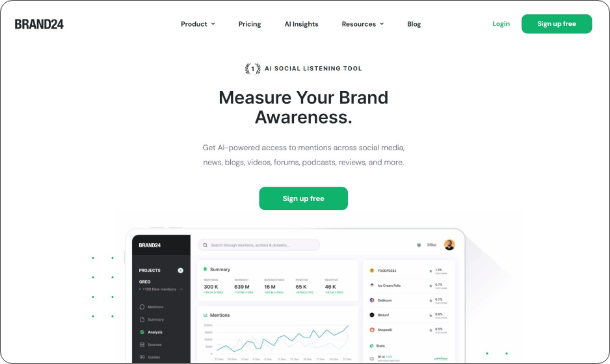 BRAND24
Product
Pricing
AI Insights
Resources
Blog
Login
Sign up free
1 AI SOCIAL LISTENING TOOL
Measure Your Brand
Awareness.
Get AI-powered access to mentions across social media,
news, blogs, videos, forums, podcasts, reviews, and more.
Sign up free
BRAND24
Search through mentions, authors & domains...
Mike
PROJECTS
OREO
Mentions
Summary
Analysis
Sources
Summary
300 K
639 M
16 M
65 K
46 K
Mentions
Stats